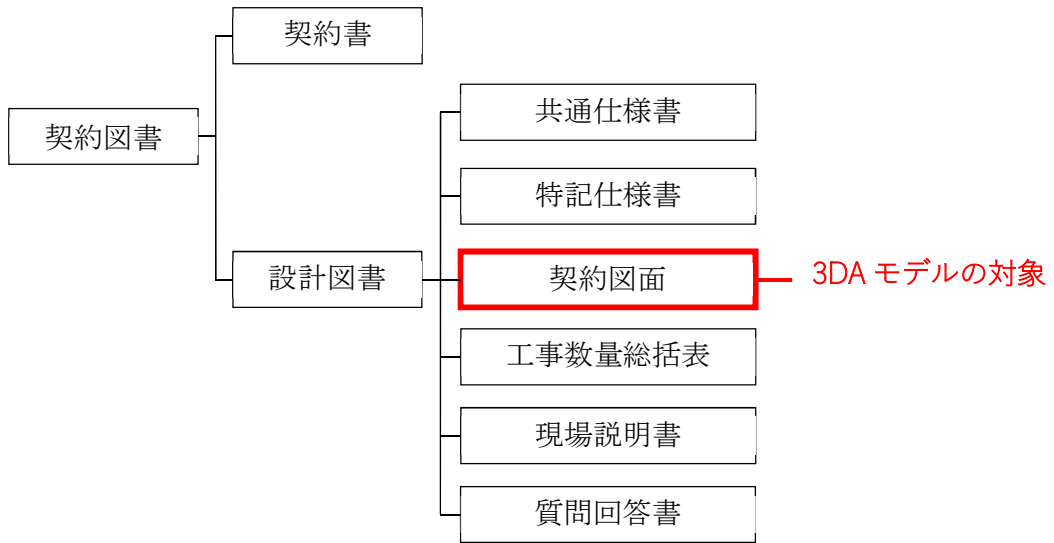 契約書
共通仕様書
契約図書
特記仕様書
設計図書
契約図面
3DA モデルの対象
工事数量総括表
現場説明書
質問回答書